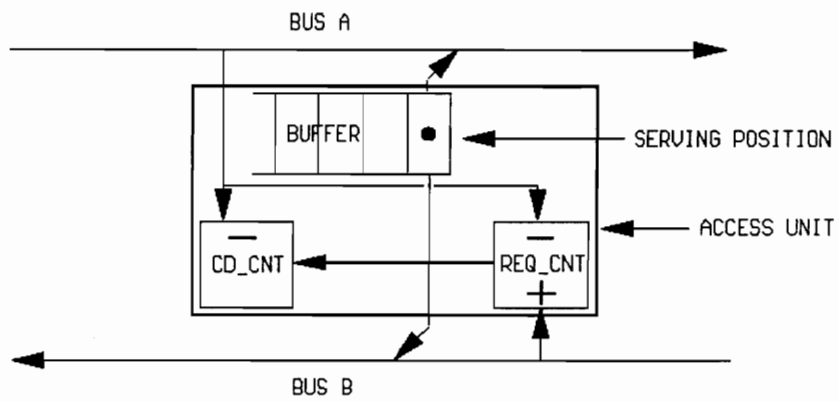 BUS A
BUFFER
SERVING POSITION
ACCESS UNIT
−
−
CD_CNT
REQ_CNT
+
BUS B